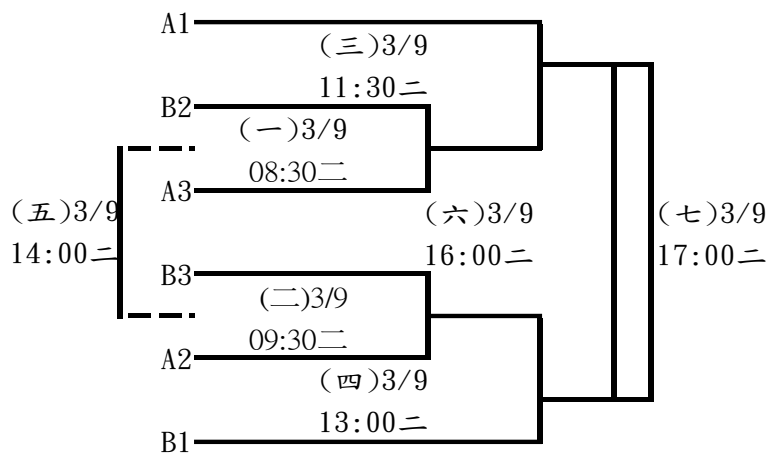 A1
(三)3/9
11:30二
B2
(一)3/9
08:30二
A3
(五)3/9
14:00二
(六)3/9
16:00二
(七)3/9
17:00二
B3
(二)3/9
09:30二
A2
(四)3/9
13:00二
B1